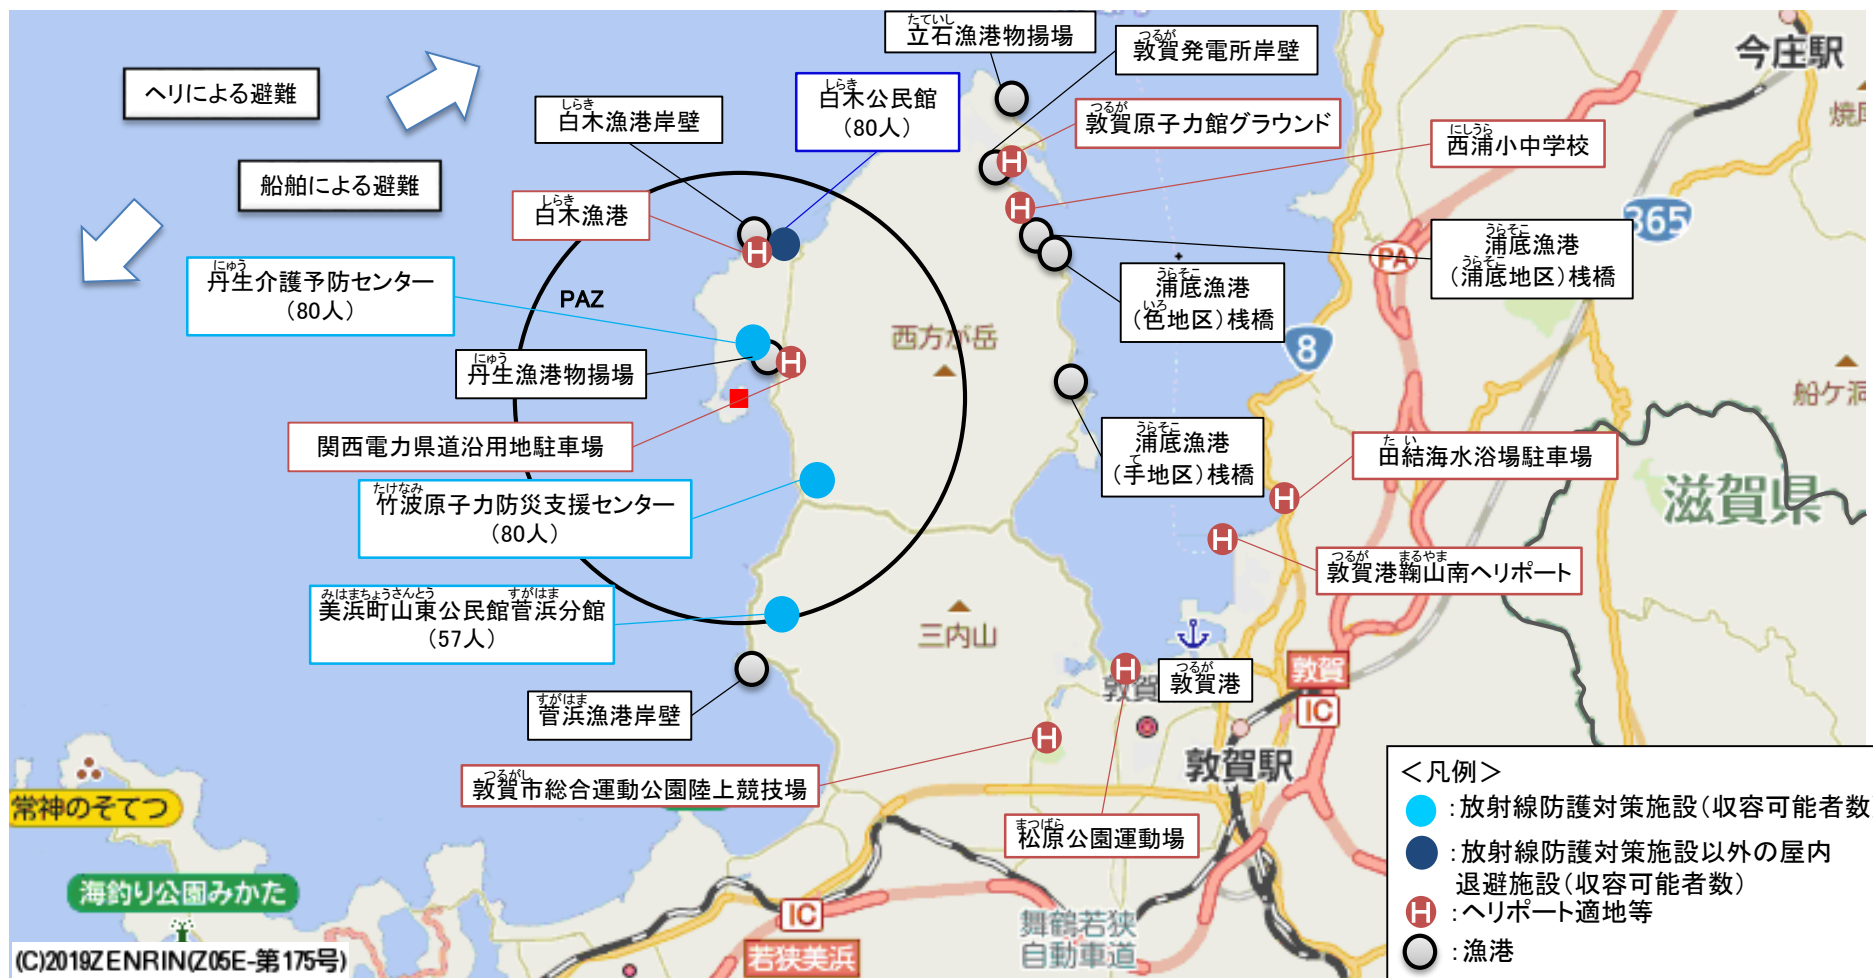 ヘリによる避難
船舶による避難
たていし
立石漁港物揚場
つるが
敦賀発電所岸壁
今庄駅
しらき
白木公民館
(80人)
しらき
白木漁港岸壁
つるが
敦賀原子力館グラウンド
にしうら
西浦小中学校
しらき
白木漁港
365
PA
うらそこ
浦底漁港
うらそこ
(浦底地区)桟橋
うらそこ
浦底漁港
いろ
(色地区)桟橋
にゅう
丹生介護予防センター
(80人)
PAZ
西方が岳
8
にゅう
丹生漁港物揚場
船ケ洞
関西電力県道沿用地駐車場
うらそこ
浦底漁港
て
(手地区)桟橋
たい
田結海水浴場駐車場
たけなみ
竹波原子力防災支援センター
(80人)
滋賀県
つるが まるやま
敦賀港鞠山南ヘリポート
みはまちょうさんとう すがはま
美浜町山東公民館菅浜分館
(57人)
三内山
つるが
敦賀港
敦賀
敦賀
IC
すがはま
菅浜漁港岸壁
敦賀駅
つるがし
敦賀市総合運動公園陸上競技場
まつばら
松原公園運動場
常神のそてつ
海釣り公園みかた
IC
若狭美浜
舞鶴若狭
自動車道
<凡例>
:放射線防護対策施設(収容可能者数
:放射線防護対策施設以外の屋内
退避施設(収容可能者数)
H:ヘリポート適地等
:漁港
(C)2019ZENRIN(Z05E-第175号)